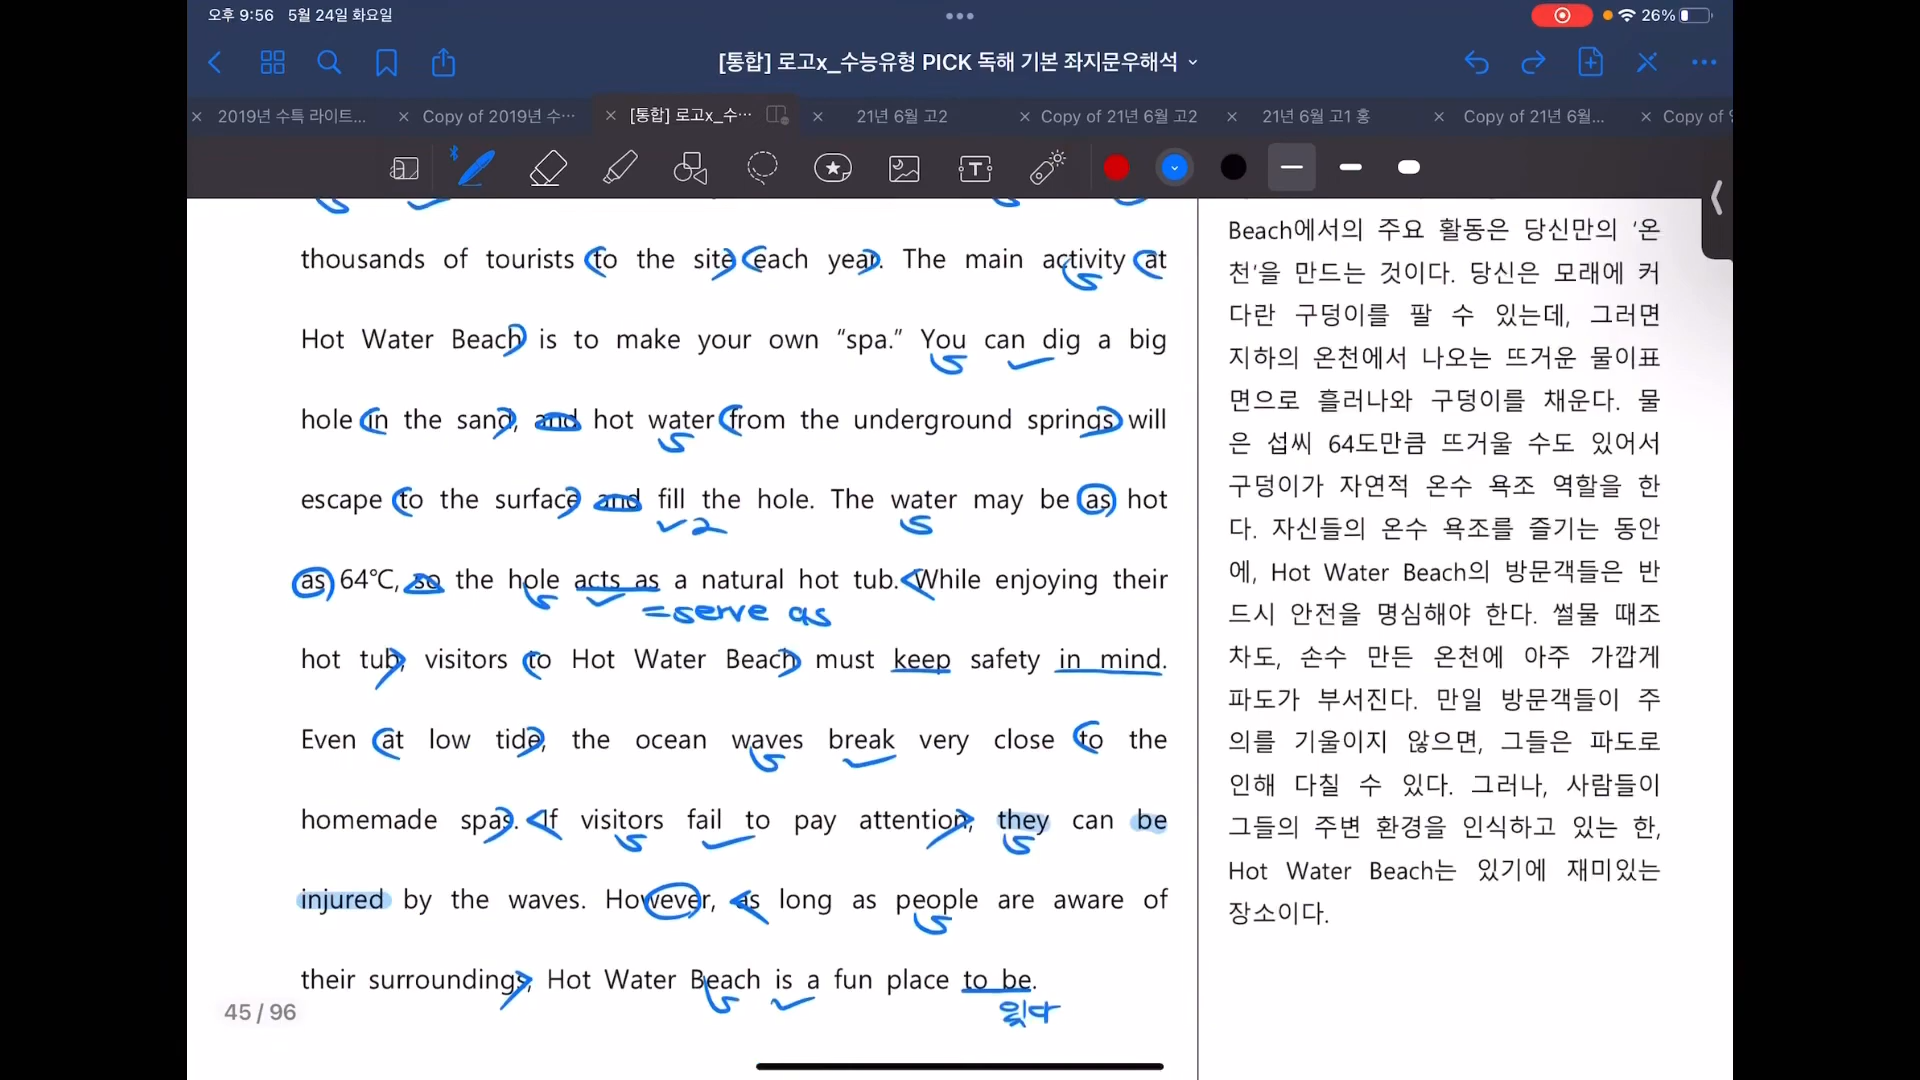 오후 9:56 5월 24일 화요일
26%
[통합] 로고x_수능유형 PICK 독해 기본 좌지문우해석
2019년 수특 라이트...
Copy of 2019년 수...
[통합] 로고x_수...
21년 6월 고2
Copy of 21년 6월 고2
21년 6월 고1 홍
Copy of 21년 6월...
Copy of
thousands of tourists to the site each year. The main activity at
Hot Water Beach is to make your own “spa.” You can dig a big
hole in the sand, and hot water from the underground springs will
escape to the surface and fill the hole. The water may be as hot
2
as 64℃, so the hole acts as a natural hot tub. While enjoying their
=serve as
hot tub, visitors to Hot Water Beach must keep safety in mind.
Even at low tide, the ocean waves break very close to the
homemade spas. If visitors fail to pay attention, they can be
injured by the waves. However, as long as people are aware of
their surroundings, Hot Water Beach is a fun place to be.
있다
45 / 96
Beach에서의 주요 활동은 당신만의 ‘온
천’을 만드는 것이다. 당신은 모래에 커
다란 구덩이를 팔 수 있는데, 그러면
지하의 온천에서 나오는 뜨거운 물이표
면으로 흘러나와 구덩이를 채운다. 물
은 섭씨 64도만큼 뜨거울 수도 있어서
구덩이가 자연적 온수 욕조 역할을 한
다. 자신들의 온수 욕조를 즐기는 동안
에, Hot Water Beach의 방문객들은 반
드시 안전을 명심해야 한다. 썰물 때조
차도, 손수 만든 온천에 아주 가깝게
파도가 부서진다. 만일 방문객들이 주
의를 기울이지 않으면, 그들은 파도로
인해 다칠 수 있다. 그러나, 사람들이
그들의 주변 환경을 인식하고 있는 한,
Hot Water Beach는 있기에 재미있는
장소이다.